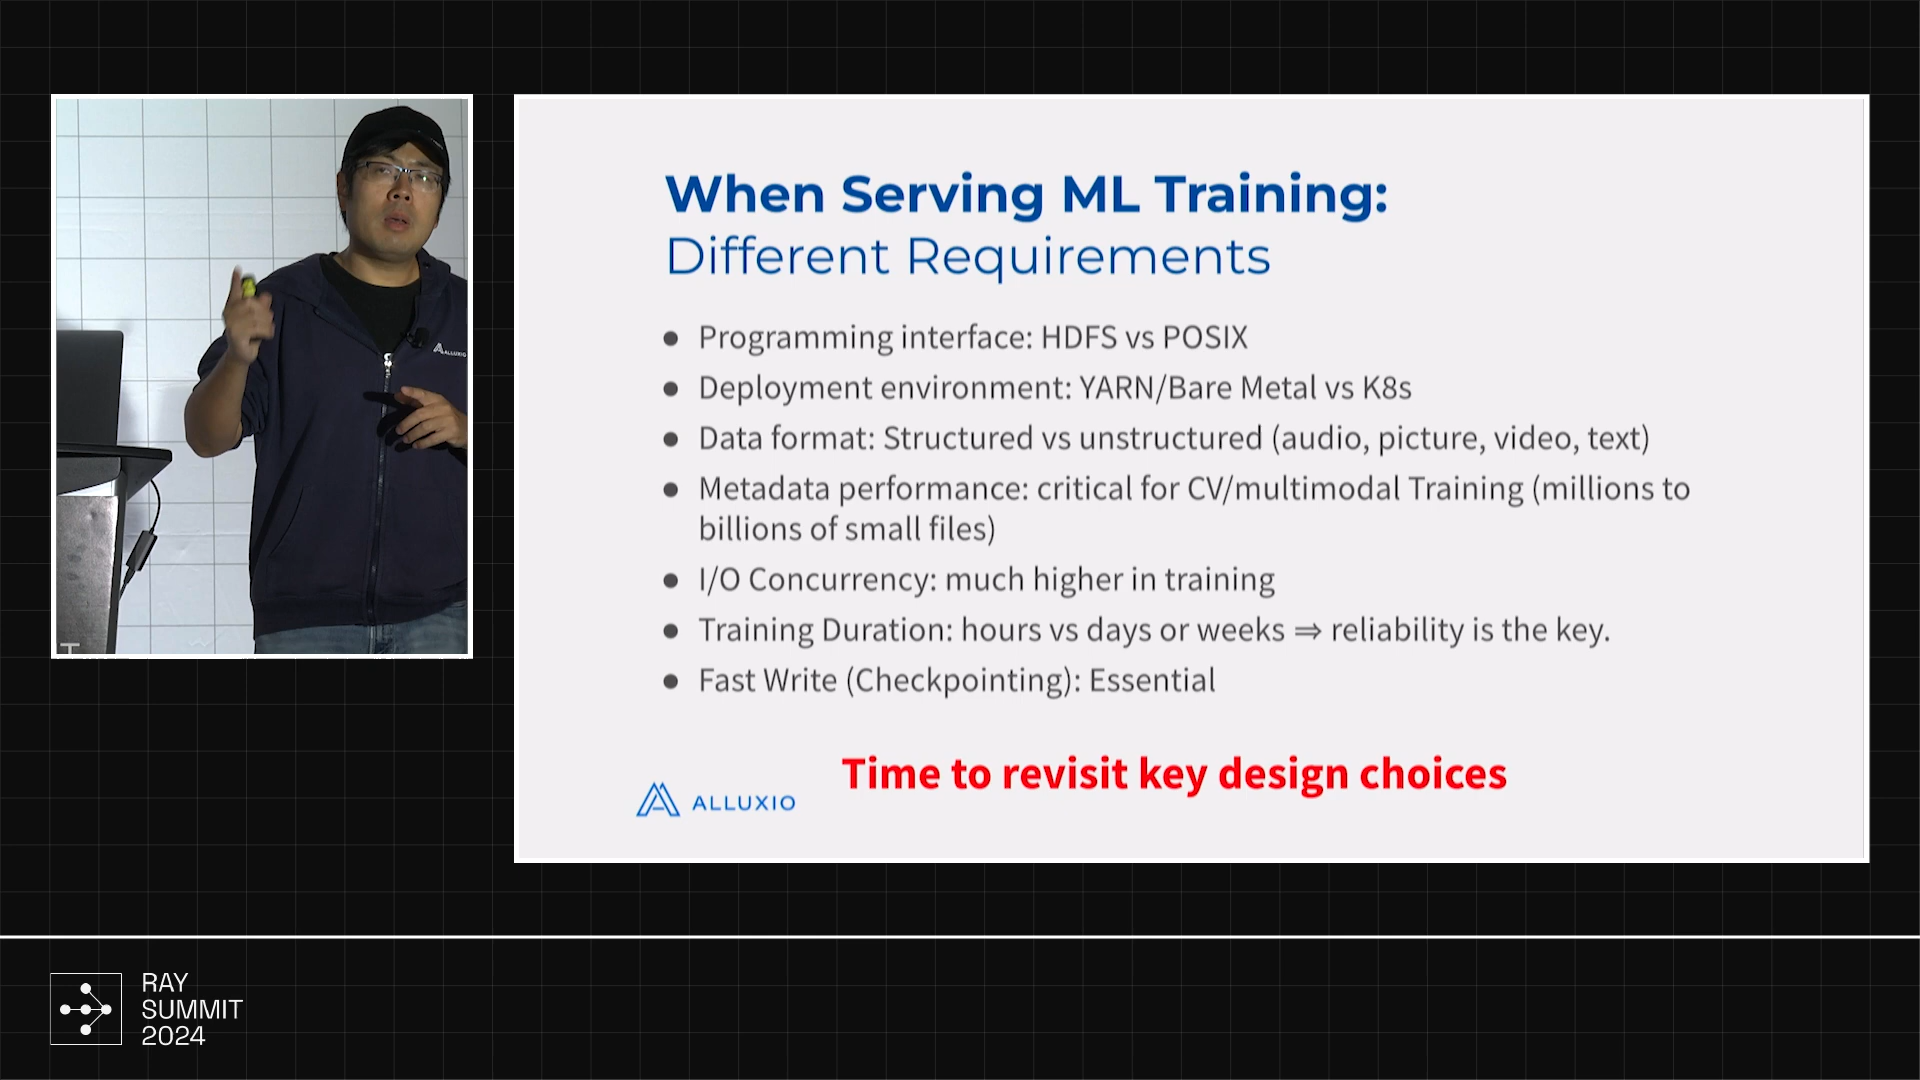 When Serving ML Training:
Different Requirements
● Programming interface: HDFS vs POSIX
● Deployment environment: YARN/Bare Metal vs K8s
● Data format: Structured vs unstructured (audio, picture, video, text)
● Metadata performance: critical for CV/multimodal Training (millions to
billions of small files)
● I/O Concurrency: much higher in training
● Training Duration: hours vs days or weeks ⇒ reliability is the key.
● Fast Write (Checkpointing): Essential
Time to revisit key design choices
ALLUXIO
ALLUXIO
T
RAY
SUMMIT
2024